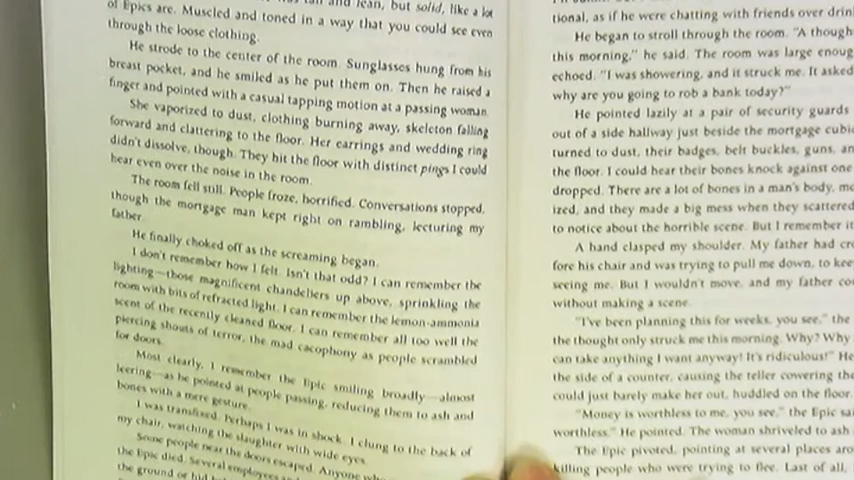 tall and lean, but solid, like a lot
of Epics are. Muscled and toned in a way that you could see even
through the loose clothing.
He strode to the center of the room. Sunglasses hung from his
breast pocket, and he smiled as he put them on. Then he raised a
finger and pointed with a casual tapping motion at a passing woman.
She vaporized to dust, clothing burning away, skeleton falling
forward and clattering to the floor. Her earrings and wedding ring
didn't dissolve, though. They hit the floor with distinct pings I could
hear even over the noise in the room.
The room fell still. People froze, horrified. Conversations stopped,
though the mortgage man kept right on rambling, lecturing my
father.
He finally choked off as the screaming began.
I don't remember how I felt. Isn't that odd? I can remember the
lighting—those magnificent chandeliers up above, sprinkling the
room with bits of refracted light. I can remember the lemon-ammonia
scent of the recently cleaned floor. I can remember all too well the
piercing shouts of terror, the mad cacophony as people scrambled
for doors.
Most clearly, I remember the Epic smiling broadly—almost
leering—as he pointed at people passing, reducing them to ash and
bones with a mere gesture.
I was transfixed. Perhaps I was in shock. I clung to the back of
my chair, watching the slaughter with wide eyes.
Some people near the doors escaped. Anyone who
the Epic died. Several employees and
the ground or hid
tional, as if he were chatting with friends over
He began to stroll through the room. "A
this morning," he said. The room was large
echoed. "I was showering, and it struck me. It asked
why are you going to rob a bank today?"
He pointed lazily at a pair of security guards
out of a side hallway just beside the mortgage
turned to dust, their badges, belt buckles, guns,
the floor. I could hear their bones knock against one
dropped. There are a lot of bones in a man's body,
ized, and they made a big mess when they scattered
to notice about the horrible scene. But I remember it
A hand clasped my shoulder. My father had
fore his chair and was trying to pull me down, to
seeing me. But I wouldn't move, and my father
without making a scene.
"I've been planning this for weeks, you see," the
the thought only struck me this morning. Why? Why
can take anything I want anyway! It's ridiculous!" He
the side of a counter, causing the teller cowering
could just barely make her out, huddled on the floor.
"Money is worthless to me, you see," the Epic
worthless." He pointed. The woman shriveled to ash
The Epic pivoted, pointing at several places
killing people who were trying to flee. Last of all,